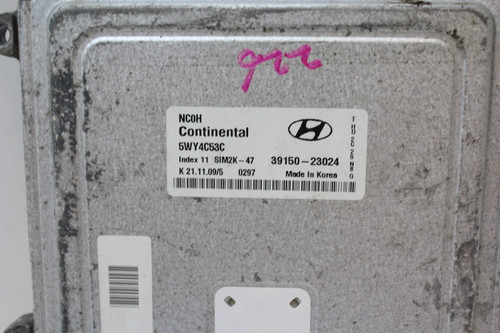 NC0H
Continental
5WY4C53C
Index 11 SIM2K-47
39150-23024
K 21.11.09/5 0297 Made in Korea